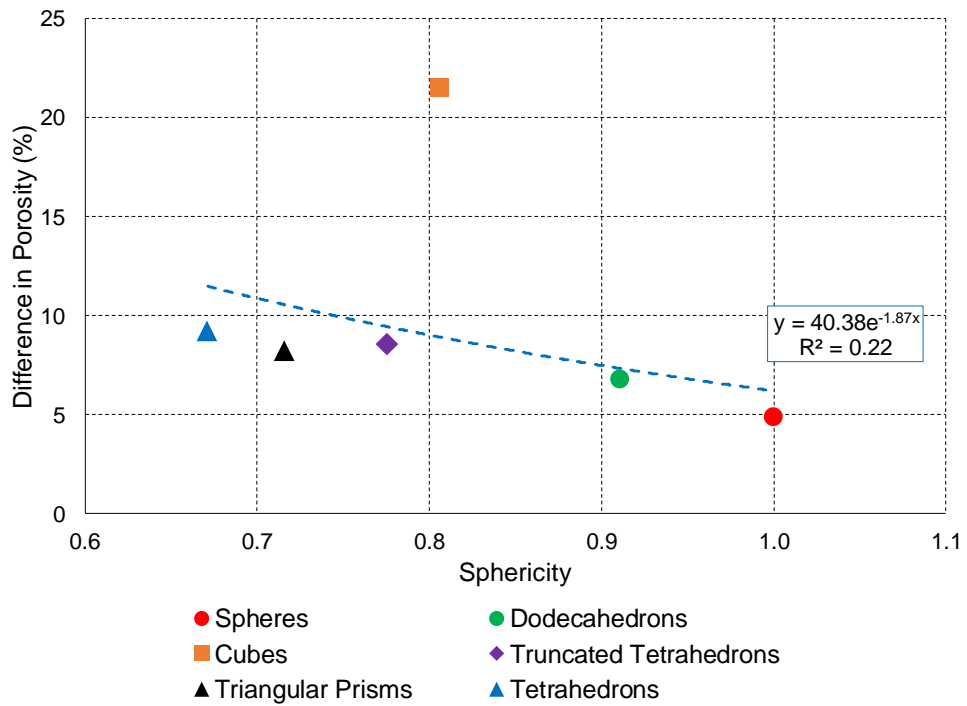 25
20
15
10
5
0
Difference in Porosity (%)
y = 40.38e^-1.87x
R² = 0.22
0.6 0.7 0.8 0.9 1.0 1.1
Sphericity
Spheres Dodecahedrons
Cubes Truncated Tetrahedrons
Triangular Prisms Tetrahedrons